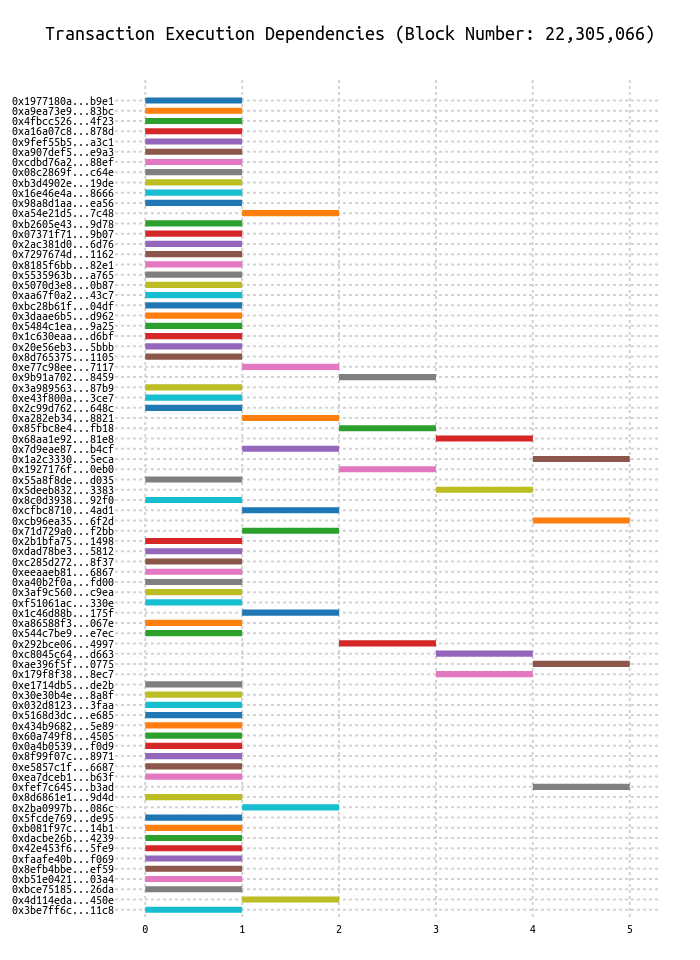 Transaction Execution Dependencies (Block Number: 22,305,066)
0x1977180a...b9e1
0xa9ea73e9...83bc
0x4fbcc526...4f23
0xa16a07c8...878d
0x9fef55b5...a3c1
0xa907def5...e9a3
0xcdbd76a2...88ef
0x08c2869f...c64e
0xb3d4902e...19de
0x16e46e4a...8666
0x98a8d1aa...ea56
0xa54e21d5...7c48
0xb2605e43...9d78
0x07371f71...9b07
0x2ac381d0...6d76
0x7297674d...1162
0x8185f6bb...82e1
0x5535963b...a765
0x5070d3e8...0b87
0xaa67f0a2...43c7
0xbc28b61f...04df
0x3daae6b5...d962
0x5484c1ea...9a25
0x1c630eaa...d6bf
0x20e56eb3...5bbb
0x8d765375...1105
0xe77c98ee...7117
0x9b91a702...8459
0x3a989563...87b9
0xe43f800a...3ce7
0x2c99d762...648c
0xa282eb34...8821
0x85fbc8e4...fb18
0x68aa1e92...81e8
0x7d9eae87...b4cf
0x1a2c3330...5eca
0x1927176f...0eb0
0x55a8f8de...d035
0x5deeb832...3383
0x8c0d3938...92f0
0xcfbc8710...4ad1
0xcb96ea35...6f2d
0x71d729a0...f2bb
0x2b1bfa75...1498
0xdad78be3...5812
0xc285d272...8f37
0xeeaaeb81...6867
0xa40b2f0a...fd00
0x3af9c560...c9ea
0xf51061ac...330e
0x1c46d88b...175f
0xa86588f3...067e
0x544c7be9...e7ec
0x292bce06...4997
0xc8045c64...d663
0xae396f5f...0775
0x179f8f38...8ec7
0xe1714db5...de2b
0x30e30b4e...8a8f
0x032d8123...3faa
0x5168d3dc...e685
0x434b9682...5e89
0x60a749f8...4505
0x0a4b0539...f0d9
0x8f99f07c...8971
0xe5857c1f...6687
0xea7dceb1...b63f
0xfef7c645...b3ad
0x8d6861e1...9d4d
0x2ba0997b...086c
0x5fcde769...de95
0xb081f97c...14b1
0xdacbe26b...4239
0x42e453f6...5fe9
0xfaafe40b...f069
0x8efb4bbe...ef59
0xb51e0421...03a4
0xbce75185...26da
0x4d114eda...450e
0x3be7ff6c...11c8
0 1 2 3 4 5